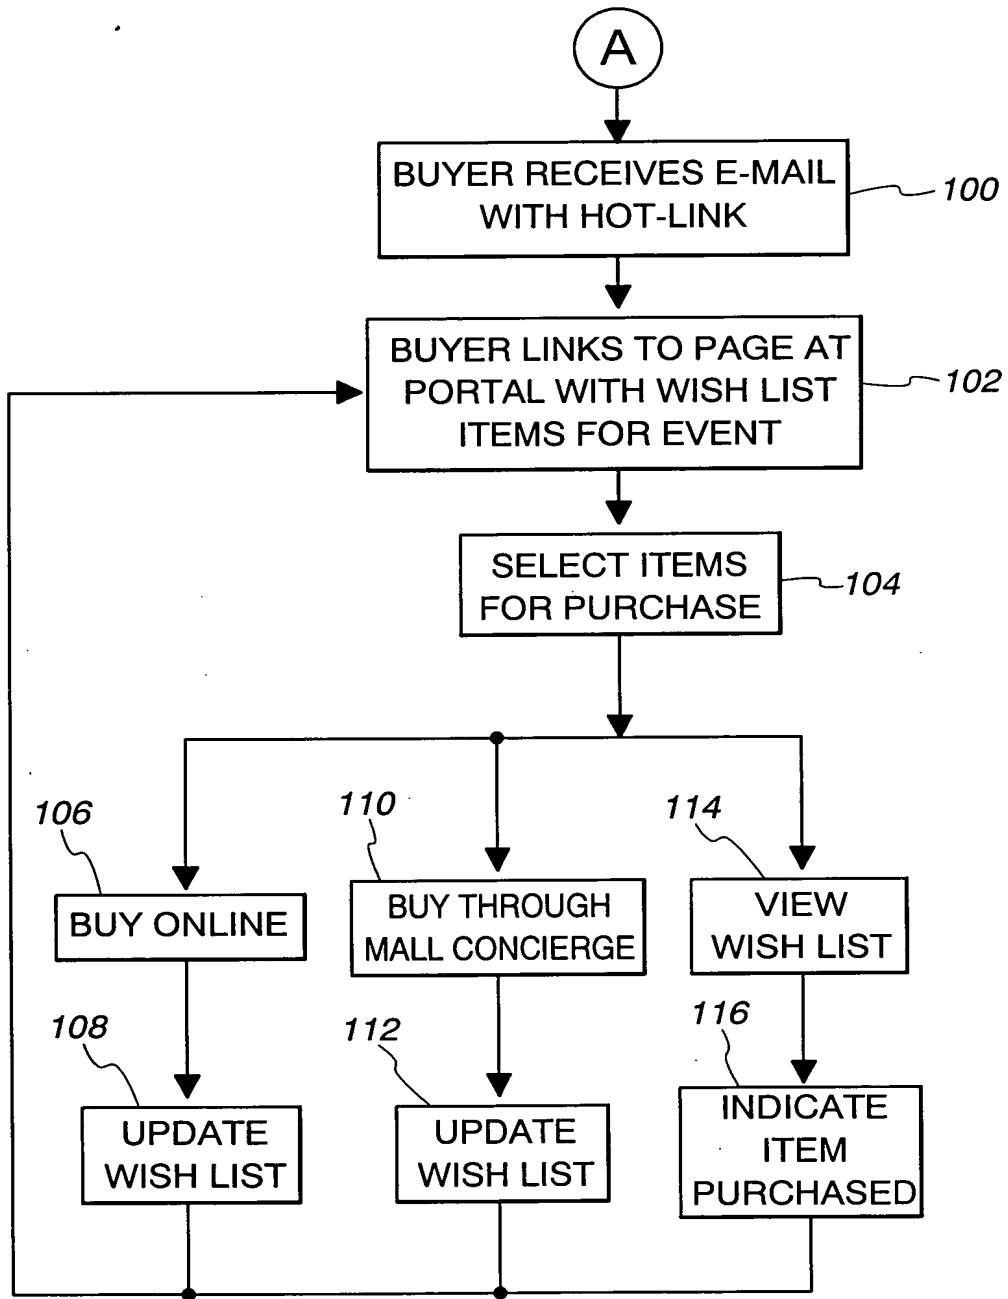 A
BUYER RECEIVES E-MAIL
WITH HOT-LINK
100
BUYER LINKS TO PAGE AT
PORTAL WITH WISH LIST
ITEMS FOR EVENT
102
SELECT ITEMS
FOR PURCHASE
104
106
BUY ONLINE
110
BUY THROUGH
MALL CONCIERGE
114
VIEW
WISH LIST
108
UPDATE
WISH LIST
112
UPDATE
WISH LIST
116
INDICATE
ITEM
PURCHASED